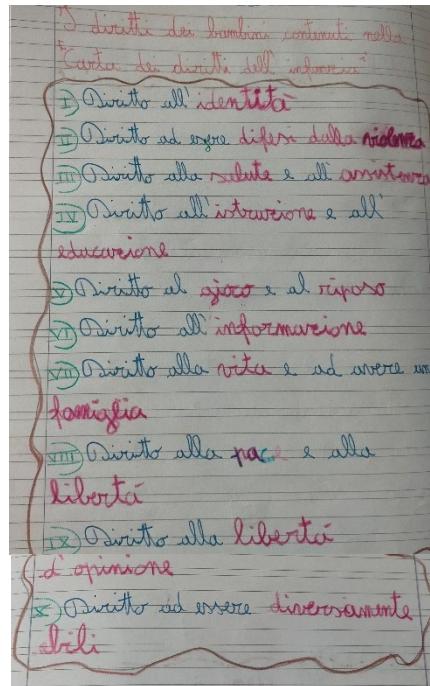 "I diritti dei bambini contenuti nella
"Carta dei diritti dell'infanzia"
I) Diritto all'identità
II) Diritto ad essere difesi dalla violenza
III) Diritto alla salute e all'assistenza
IV) Diritto all'istruzione e all'
educazione
V) Diritto al gioco e al riposo
VI) Diritto all'informazione
VII) Diritto alla vita e ad avere una
famiglia
VIII) Diritto alla pace e alla
libertà
IX) Diritto alla libertà
d'opinione
X) Diritto ad essere diversamente
abili